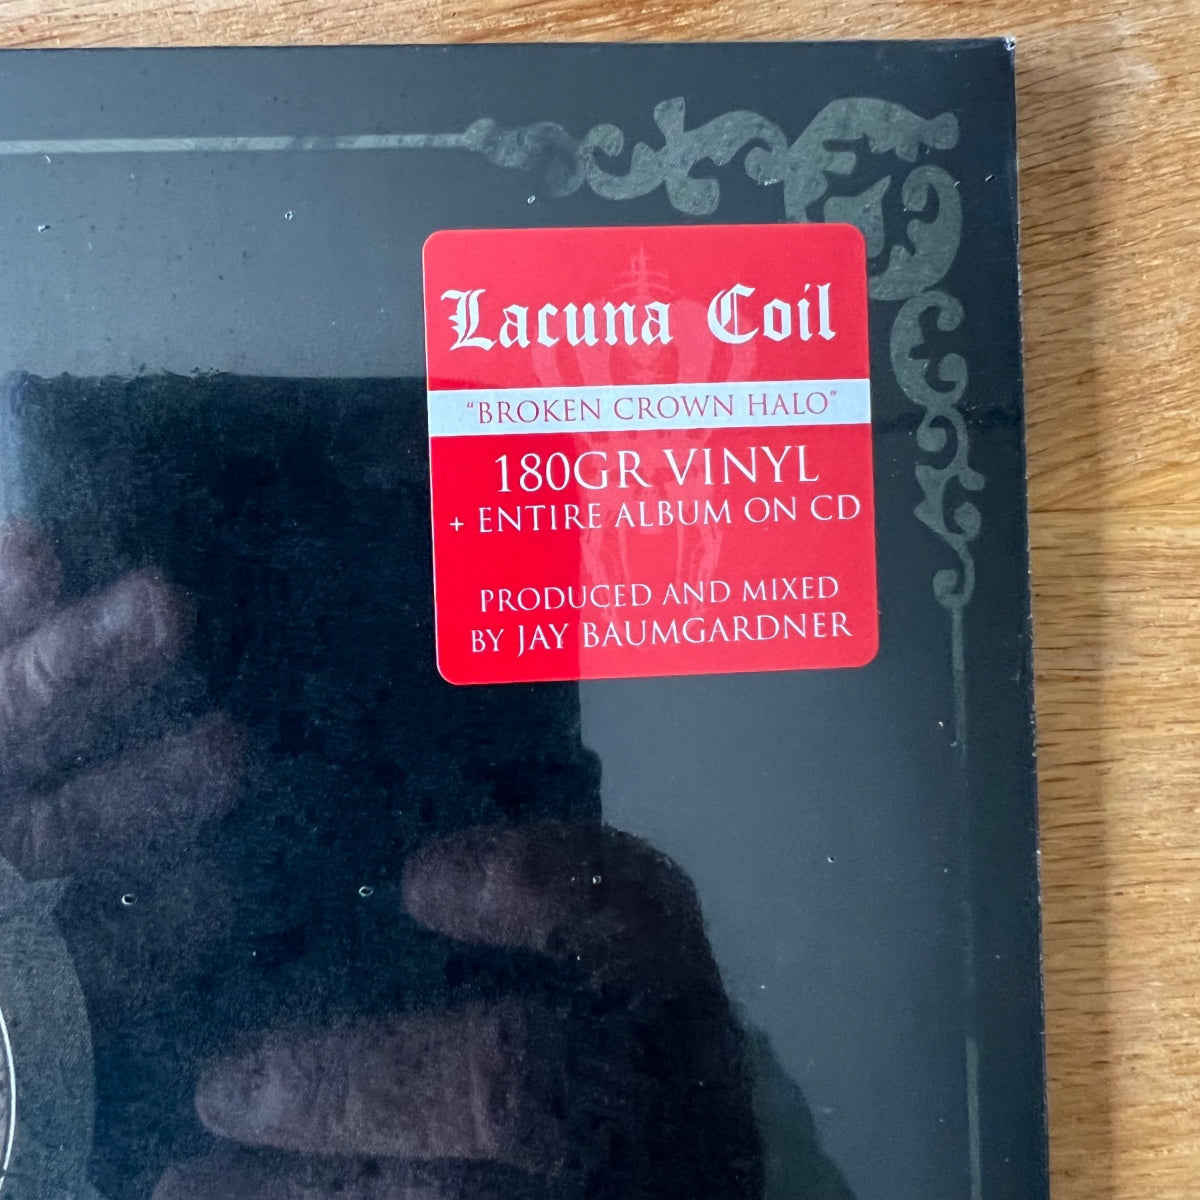 Lacuna Coil
“BROKEN CROWN HALO”
180GR VINYL
+ ENTIRE ALBUM ON CD
PRODUCED AND MIXED
BY JAY BAUMGARDNER